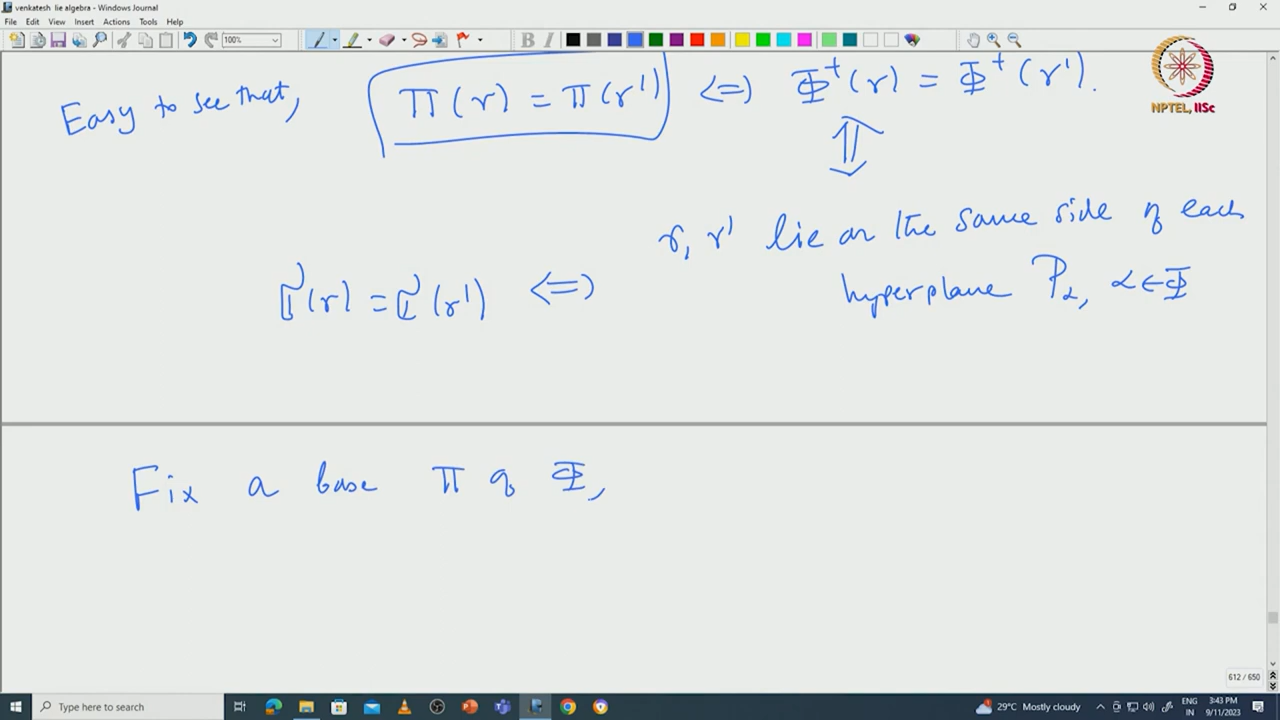 venkatesh lie algebra - Windows Journal
File Edit View Insert Actions Tools Help
100%
NPTEL, IISc
Easy to see that, Π(r) = Π(r') <=> Φ⁺(r) = Φ⁺(r').
⇕
r, r' lie on the same side of each
hyperplane P_α, α ∈ Φ
ℭ(r) = ℭ(r') <=>
Fix a base Π of Φ,
612 / 650
Type here to search
29°C Mostly cloudy
ENG
IN
3:43 PM
9/11/2023